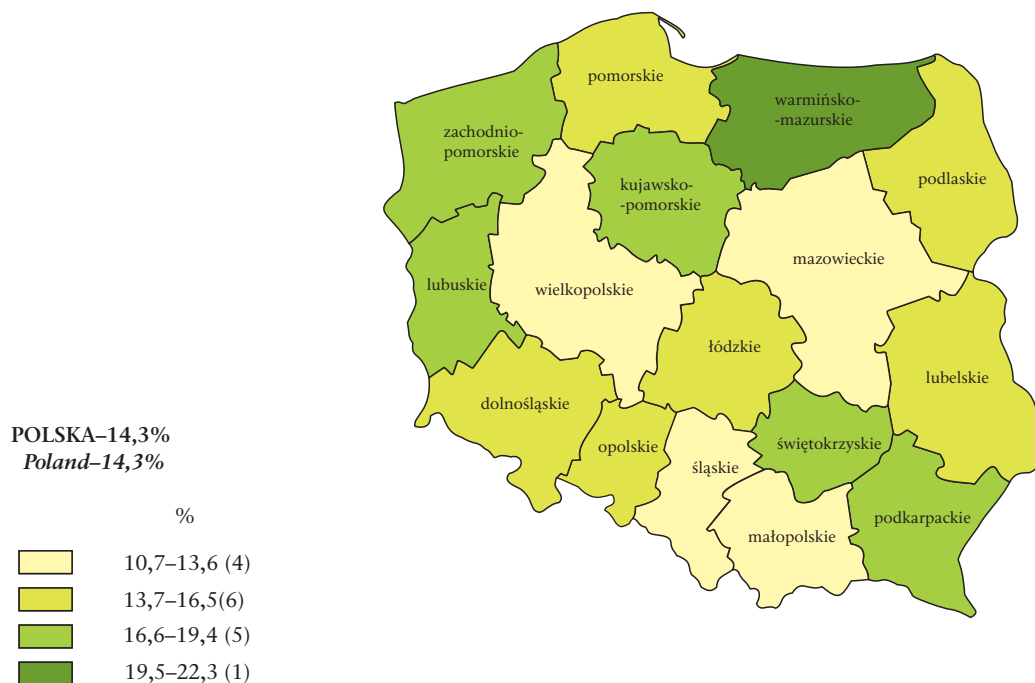 pomorskie
warmińsko-
-mazurskie
zachodnio-
pomorskie
podlaskie
kujawsko-
-pomorskie
mazowieckie
lubuskie
wielkopolskie
łódzkie
lubelskie
dolnośląskie
opolskie
świętokrzyskie
śląskie
podkarpackie
małopolskie
POLSKA–14,3%
Poland–14,3%
%
10,7–13,6 (4)
13,7–16,5(6)
16,6–19,4 (5)
19,5–22,3 (1)